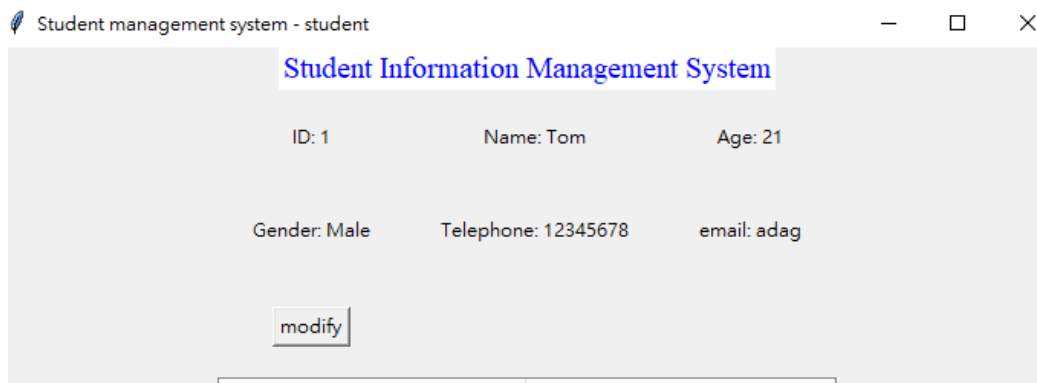 Student management system - student
Student Information Management System
ID: 1 Name: Tom Age: 21
Gender: Male Telephone: 12345678 email: adag
modify